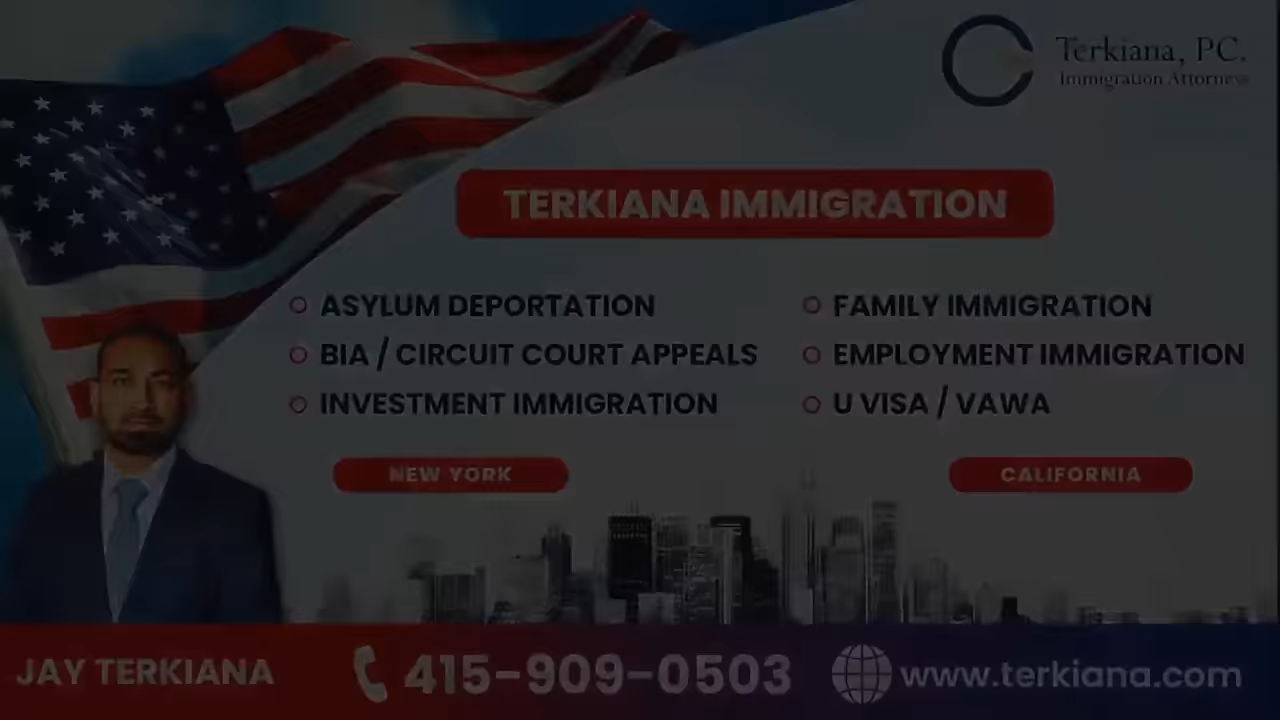 Terkiana, PC.
Immigration Attorneys
TERKIANA IMMIGRATION
ASYLUM DEPORTATION
BIA / CIRCUIT COURT APPEALS
INVESTMENT IMMIGRATION
FAMILY IMMIGRATION
EMPLOYMENT IMMIGRATION
U VISA / VAWA
NEW YORK
CALIFORNIA
JAY TERKIANA
415-909-0503
www.terkiana.com